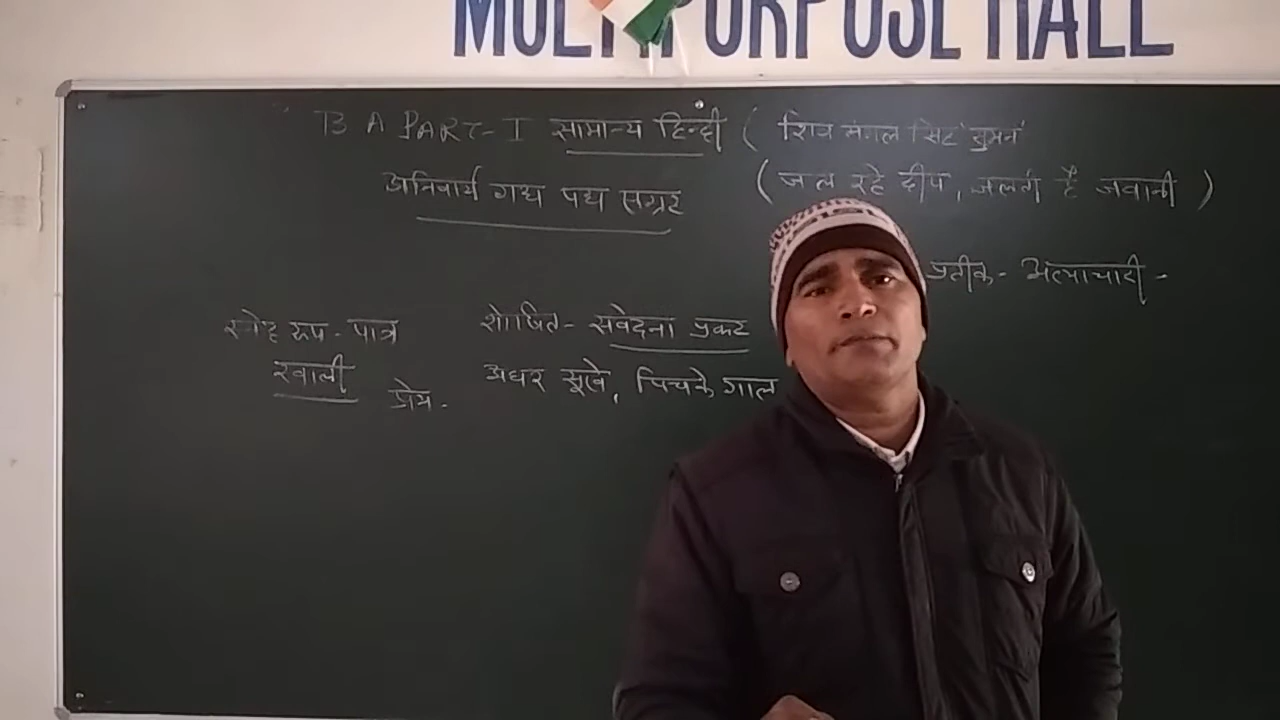 MULTIPURPOSE HALL
B A PART-I सामान्य हिन्दी ( शिव मंगल सिंह सुमन
अनिवार्य गद्य पद्य संग्रह
( जल रहे दीप, जलती है जवानी )
प्रतीक - अत्याचारी -
स्नेह रूप - पात्र
शोषित - संवेदना प्रकट
खाली
अधर सूखे, पिचके गाल
प्रेम -